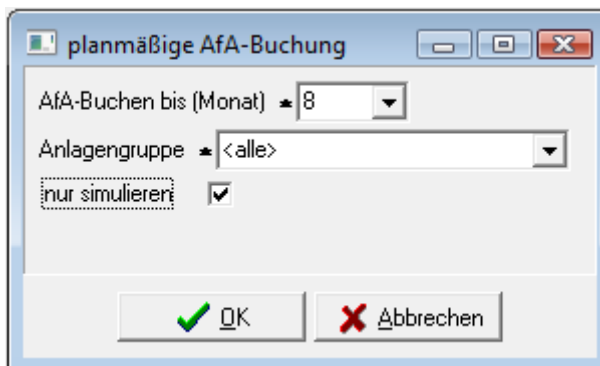 planmäßige AfA-Buchung
AfA-Buchen bis (Monat) 8
Anlagengruppe <alle>
nur simulieren
OK Abbrechen